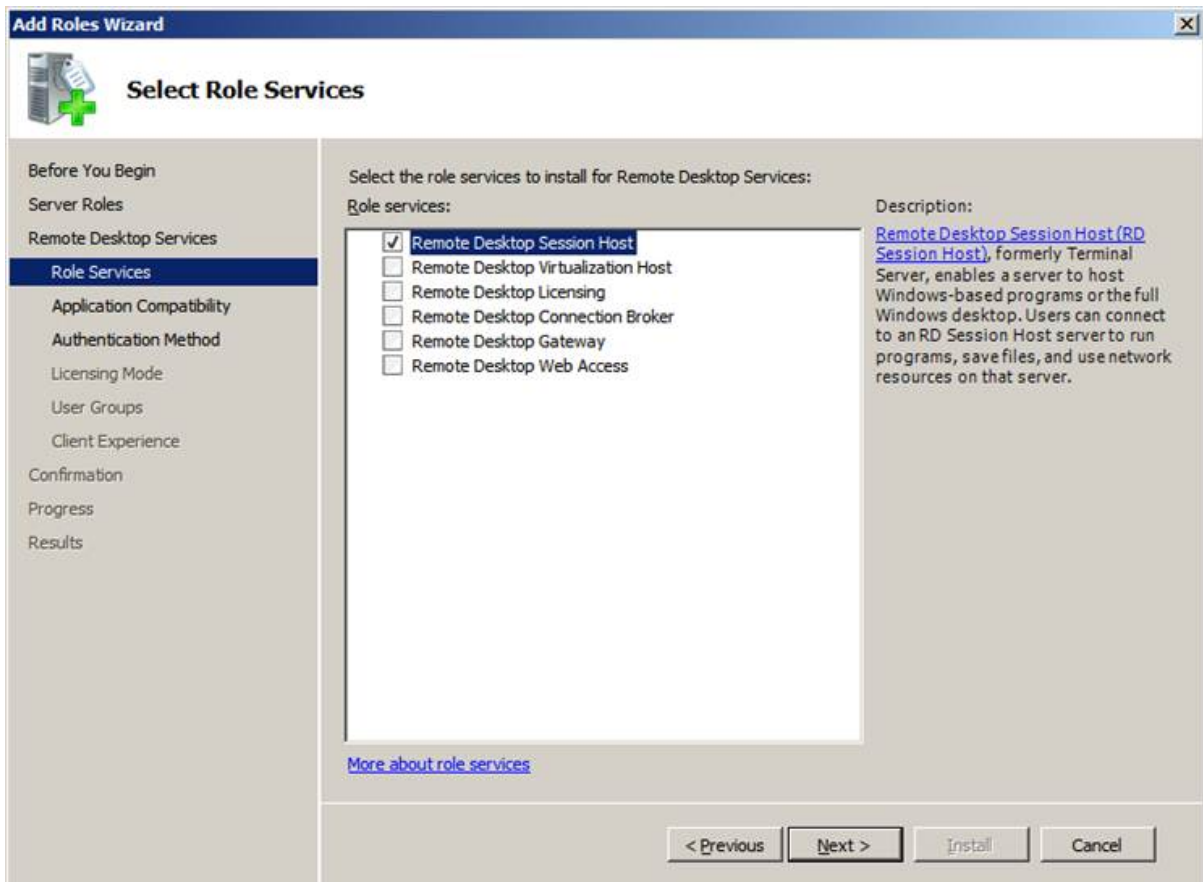 Add Roles Wizard
Select Role Services
Before You Begin
Server Roles
Remote Desktop Services
Role Services
Application Compatibility
Authentication Method
Licensing Mode
User Groups
Client Experience
Confirmation
Progress
Results
Select the role services to install for Remote Desktop Services:
Role services:
Remote Desktop Session Host
Remote Desktop Virtualization Host
Remote Desktop Licensing
Remote Desktop Connection Broker
Remote Desktop Gateway
Remote Desktop Web Access
More about role services
Description:
Remote Desktop Session Host (RD
Session Host), formerly Terminal
Server, enables a server to host
Windows-based programs or the full
Windows desktop. Users can connect
to an RD Session Host server to run
programs, save files, and use network
resources on that server.
< Previous
Next >
Install
Cancel